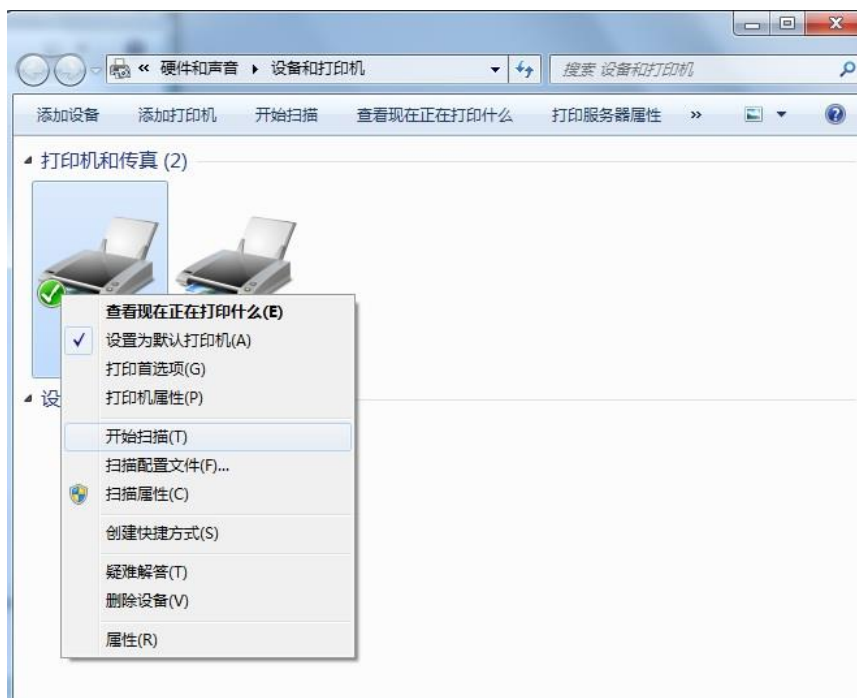 « 硬件和声音 ▸ 设备和打印机
搜索 设备和打印机
添加设备 添加打印机 开始扫描 查看现在正在打印什么 打印服务器属性 »
打印机和传真 (2)
查看现在正在打印什么(E)
设置为默认打印机(A)
打印首选项(G)
打印机属性(P)
设
开始扫描(T)
扫描配置文件(F)...
扫描属性(C)
创建快捷方式(S)
疑难解答(T)
删除设备(V)
属性(R)